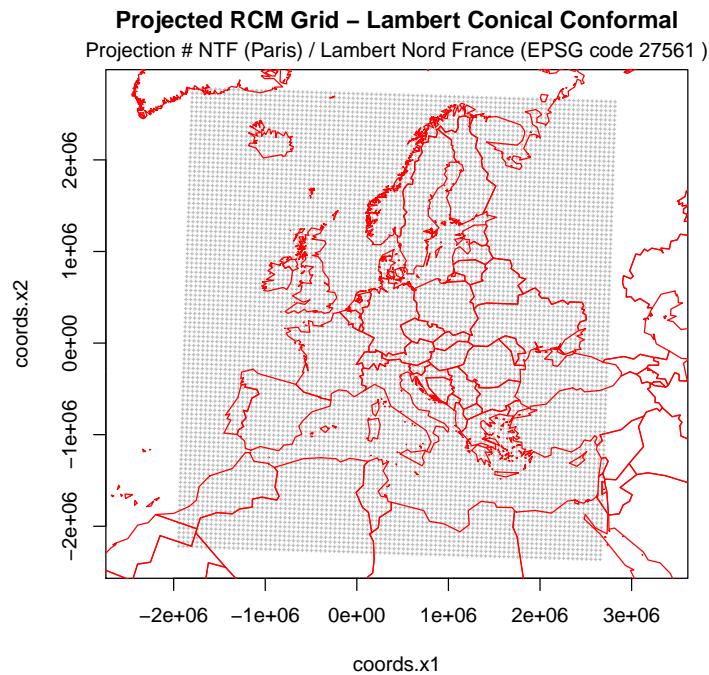 Projected RCM Grid − Lambert Conical Conformal
Projection # NTF (Paris) / Lambert Nord France (EPSG code 27561 )
coords.x2
2e+06
1e+06
0e+00
−1e+06
−2e+06
−2e+06 −1e+06 0e+00 1e+06 2e+06 3e+06
coords.x1